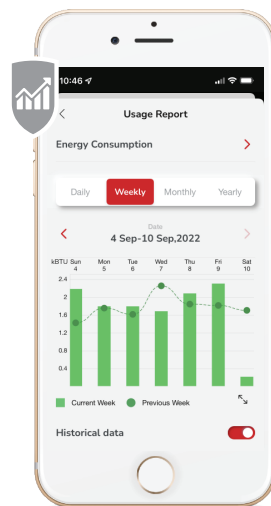 10:46
Usage Report
Energy Consumption
Daily Weekly Monthly Yearly
Date
4 Sep-10 Sep,2022
kBTU Sun Mon Tue Wed Thu Fri Sat
4 5 6 7 8 9 10
2.4
2
1.6
1.2
0.8
0.4
Current Week Previous Week
Historical data